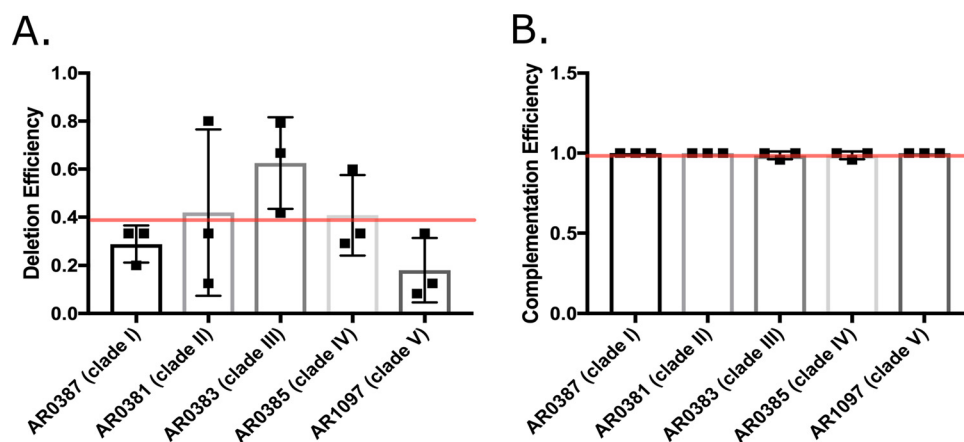 A.
Deletion Efficiency
1.0
0.8
0.6
0.4
0.2
0.0
AR0387 (clade I)
AR0381 (clade II)
AR0383 (clade III)
AR0385 (clade IV)
AR1097 (clade V)
B.
Complementation Efficiency
1.5
1.0
0.5
0.0
AR0387 (clade I)
AR0381 (clade II)
AR0383 (clade III)
AR0385 (clade IV)
AR1097 (clade V)